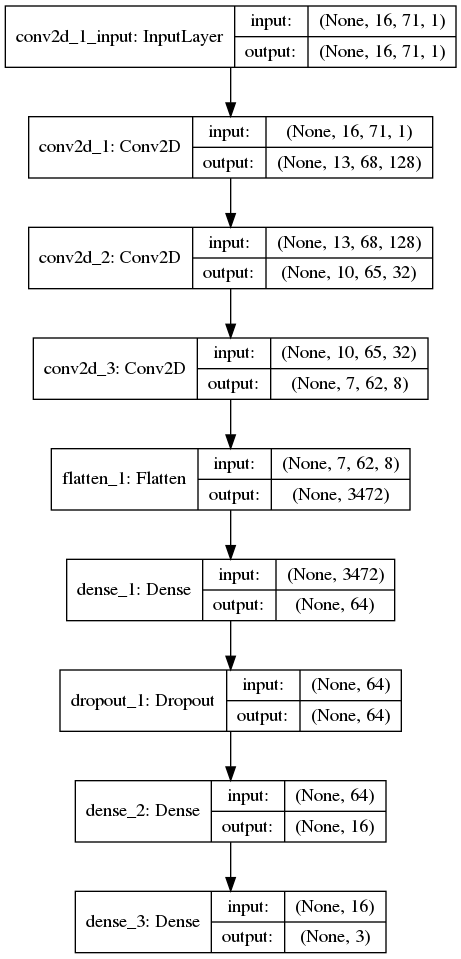 conv2d_1_input: InputLayer
input: (None, 16, 71, 1)
output: (None, 16, 71, 1)
conv2d_1: Conv2D
input: (None, 16, 71, 1)
output: (None, 13, 68, 128)
conv2d_2: Conv2D
input: (None, 13, 68, 128)
output: (None, 10, 65, 32)
conv2d_3: Conv2D
input: (None, 10, 65, 32)
output: (None, 7, 62, 8)
flatten_1: Flatten
input: (None, 7, 62, 8)
output: (None, 3472)
dense_1: Dense
input: (None, 3472)
output: (None, 64)
dropout_1: Dropout
input: (None, 64)
output: (None, 64)
dense_2: Dense
input: (None, 64)
output: (None, 16)
dense_3: Dense
input: (None, 16)
output: (None, 3)